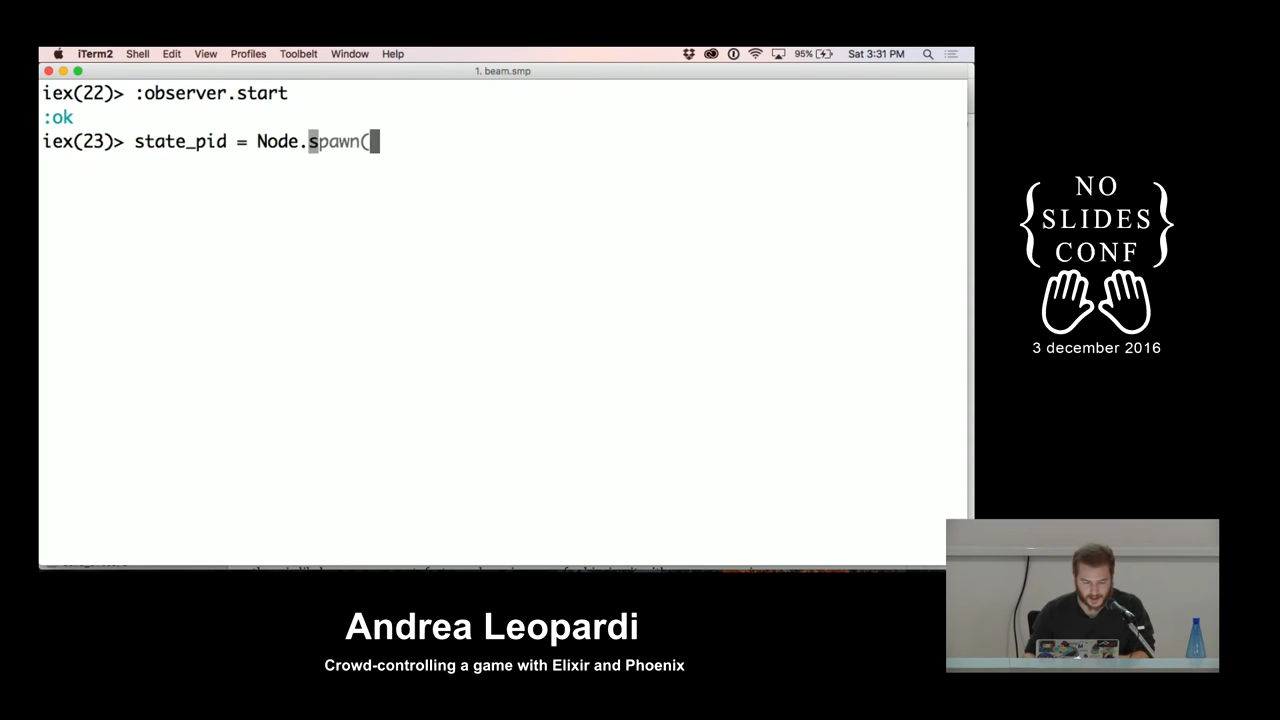 iTerm2 Shell Edit View Profiles Toolbelt Window Help 95% Sat 3:31 PM
1. beam.smp
iex(22)> :observer.start
:ok
iex(23)> state_pid = Node.spawn(
NO
SLIDES
CONF
3 december 2016
Andrea Leopardi
Crowd-controlling a game with Elixir and Phoenix